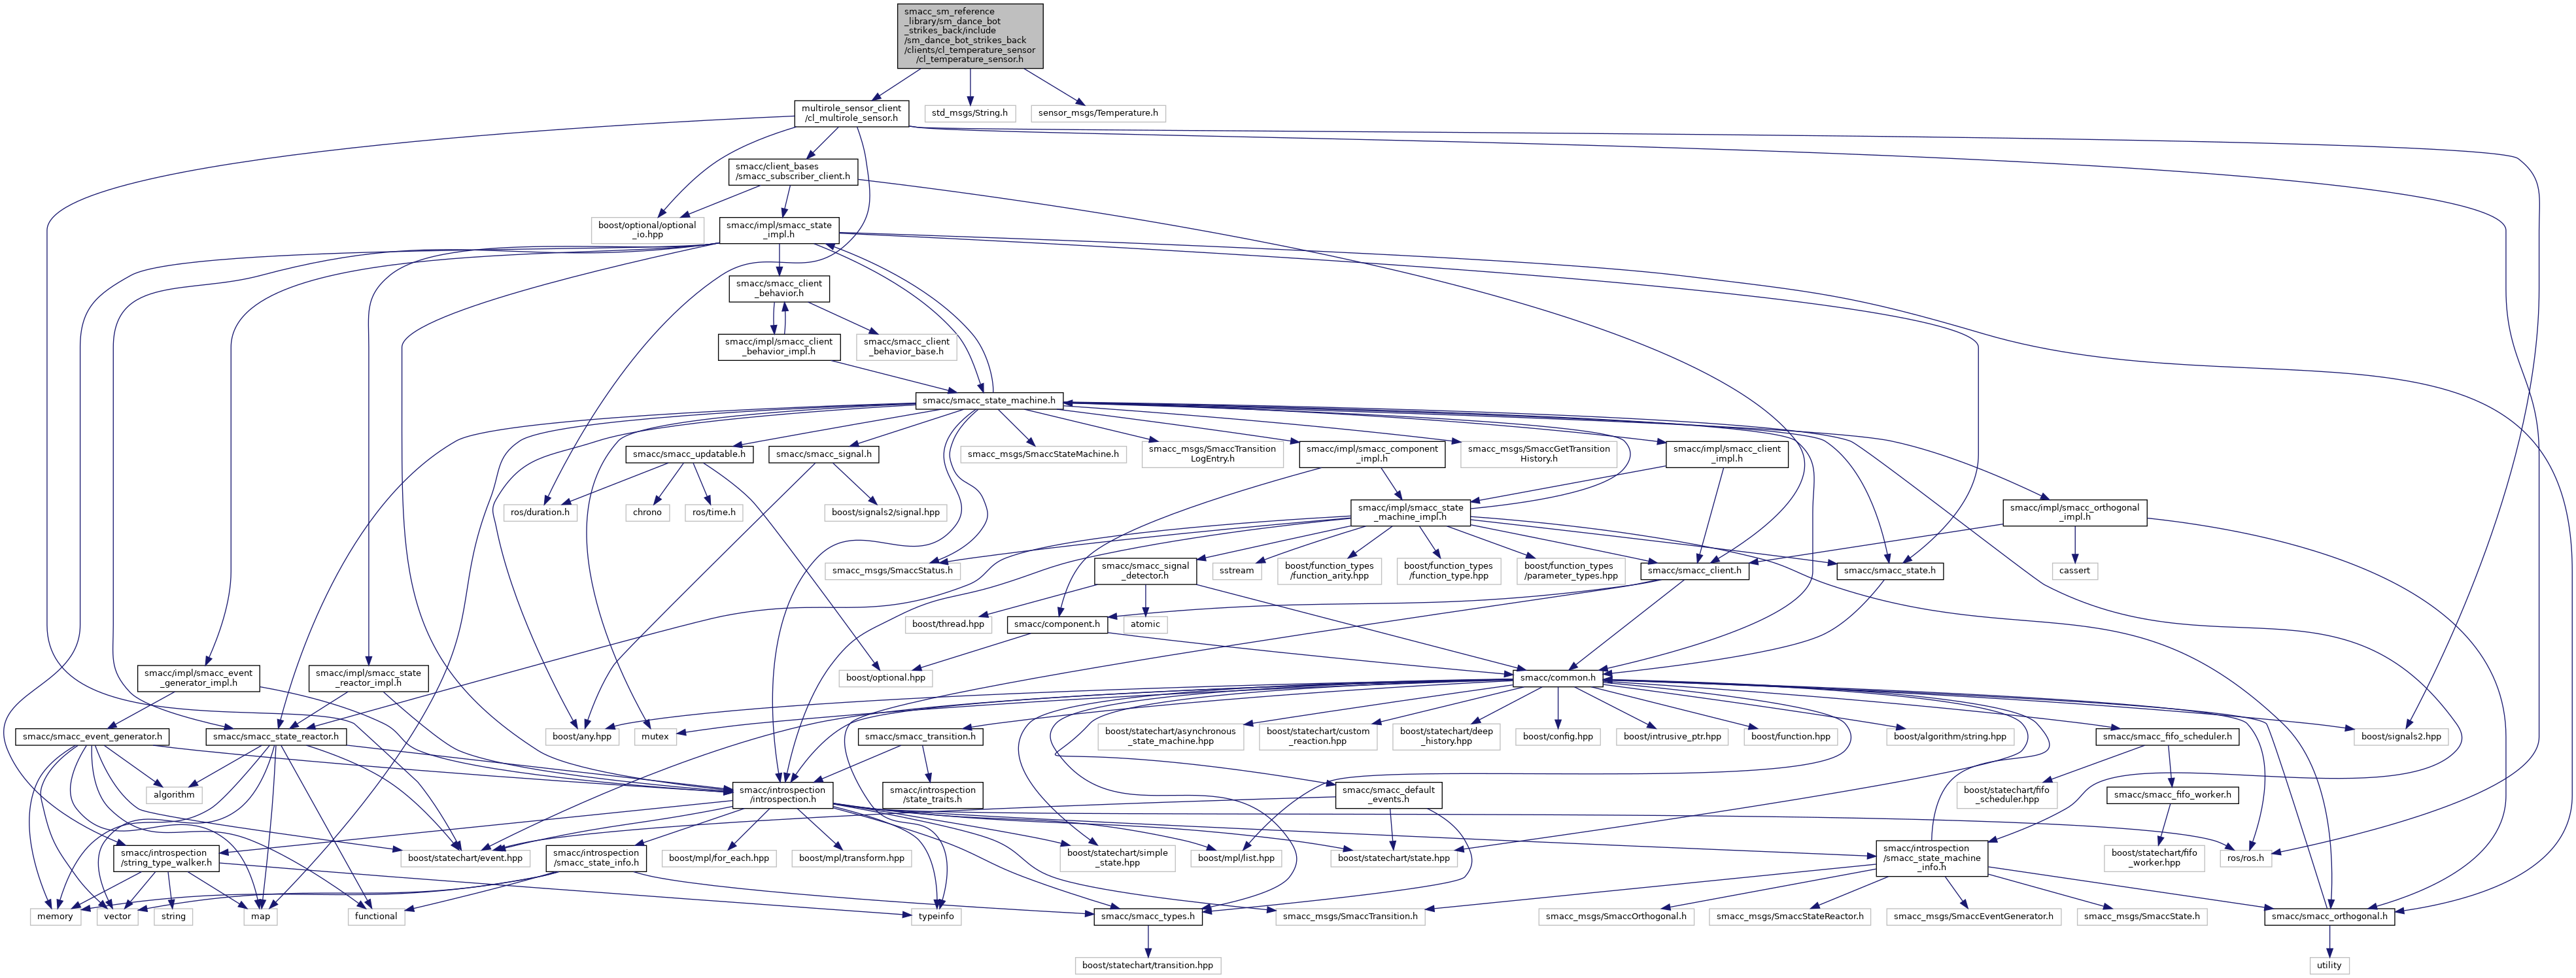 smacc_sm_reference
_library/sm_dance_bot
_strikes_back/include
/sm_dance_bot_strikes_back
/clients/cl_temperature_sensor
/cl_temperature_sensor.h
multirole_sensor_client
/cl_multirole_sensor.h
std_msgs/String.h
sensor_msgs/Temperature.h
smacc/client_bases
/smacc_subscriber_client.h
boost/optional/optional
_io.hpp
smacc/impl/smacc_state
_impl.h
smacc/smacc_client
_behavior.h
smacc/impl/smacc_client
_behavior_impl.h
smacc/smacc_client
_behavior_base.h
smacc/smacc_state_machine.h
smacc/smacc_updatable.h
smacc/smacc_signal.h
smacc_msgs/SmaccStateMachine.h
smacc_msgs/SmaccTransition
LogEntry.h
smacc/impl/smacc_component
_impl.h
smacc_msgs/SmaccGetTransition
History.h
smacc/impl/smacc_client
_impl.h
ros/duration.h
chrono
ros/time.h
boost/signals2/signal.hpp
smacc/impl/smacc_state
_machine_impl.h
smacc/impl/smacc_orthogonal
_impl.h
smacc_msgs/SmaccStatus.h
smacc/smacc_signal
_detector.h
sstream
boost/function_types
/function_arity.hpp
boost/function_types
/function_type.hpp
boost/function_types
/parameter_types.hpp
smacc/smacc_client.h
smacc/smacc_state.h
cassert
boost/thread.hpp
smacc/component.h
atomic
smacc/impl/smacc_event
_generator_impl.h
smacc/impl/smacc_state
_reactor_impl.h
boost/optional.hpp
smacc/common.h
smacc/smacc_event_generator.h
smacc/smacc_state_reactor.h
boost/any.hpp
mutex
smacc/smacc_transition.h
boost/statechart/asynchronous
_state_machine.hpp
boost/statechart/custom
_reaction.hpp
boost/statechart/deep
_history.hpp
boost/config.hpp
boost/intrusive_ptr.hpp
boost/function.hpp
boost/algorithm/string.hpp
smacc/smacc_fifo_scheduler.h
boost/signals2.hpp
algorithm
smacc/introspection
/introspection.h
smacc/introspection
/state_traits.h
smacc/smacc_default
_events.h
boost/statechart/fifo
_scheduler.hpp
smacc/smacc_fifo_worker.h
smacc/introspection
/string_type_walker.h
boost/statechart/event.hpp
smacc/introspection
/smacc_state_info.h
boost/mpl/for_each.hpp
boost/mpl/transform.hpp
boost/statechart/simple
_state.hpp
boost/mpl/list.hpp
boost/statechart/state.hpp
smacc/introspection
/smacc_state_machine
_info.h
boost/statechart/fifo
_worker.hpp
ros/ros.h
memory
vector
string
map
functional
typeinfo
smacc/smacc_types.h
smacc_msgs/SmaccTransition.h
smacc_msgs/SmaccOrthogonal.h
smacc_msgs/SmaccStateReactor.h
smacc_msgs/SmaccEventGenerator.h
smacc_msgs/SmaccState.h
smacc/smacc_orthogonal.h
boost/statechart/transition.hpp
utility